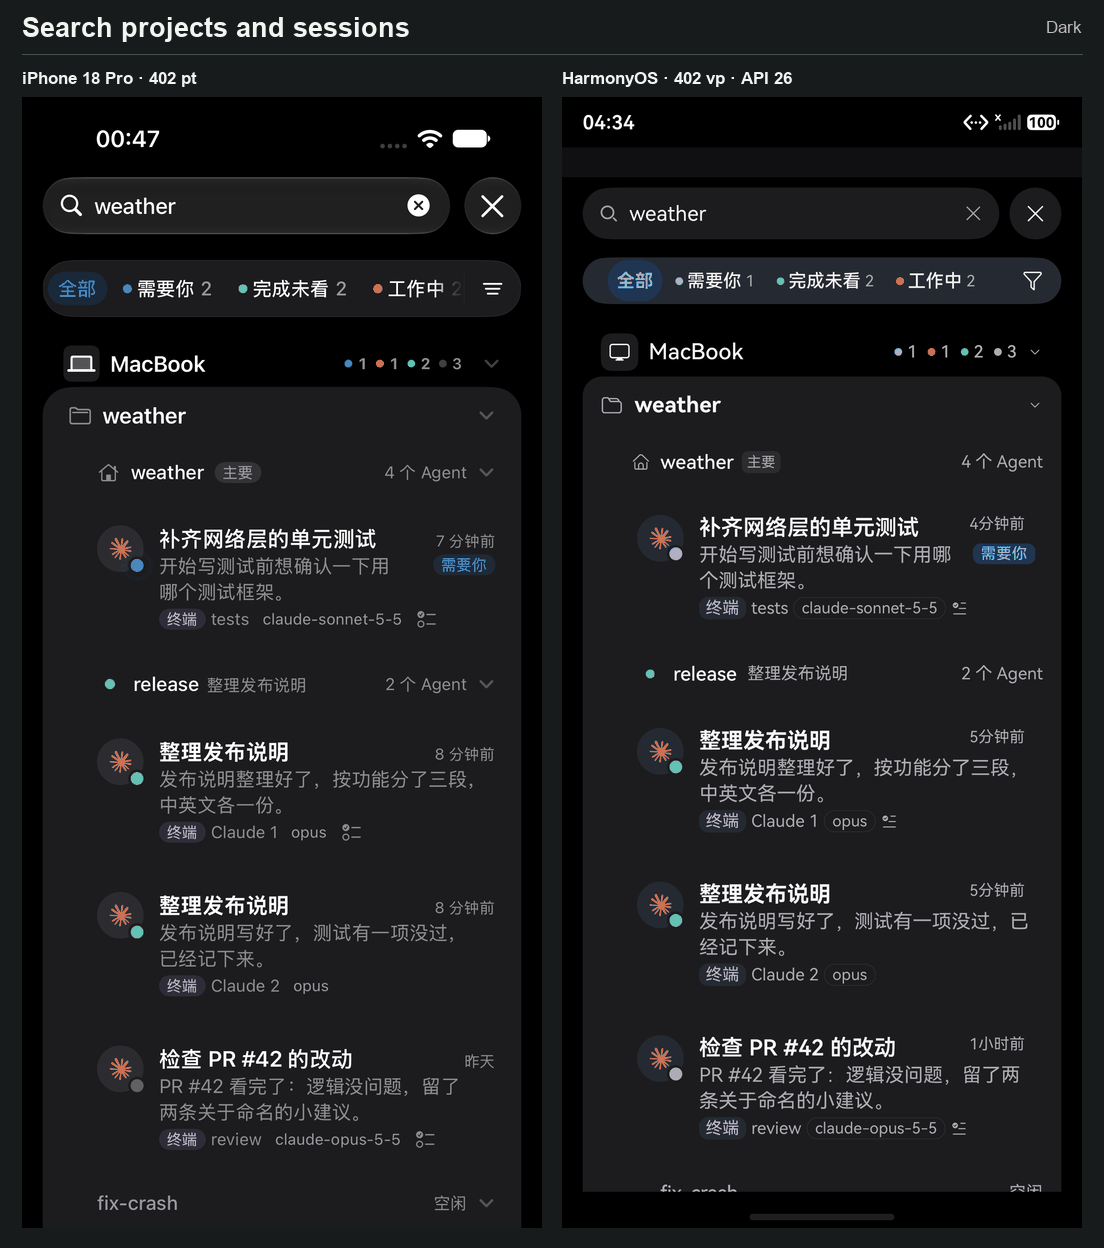 Search projects and sessions
Dark
iPhone 18 Pro · 402 pt
00:47
weather
全部 需要你 2 完成未看 2 工作中 2
MacBook 1 1 2 3
weather
weather 主要 4 个 Agent
补齐网络层的单元测试 7 分钟前
开始写测试前想确认一下用 需要你
哪个测试框架。
终端 tests claude-sonnet-5-5
release 整理发布说明 2 个 Agent
整理发布说明 8 分钟前
发布说明整理好了，按功能分了三段，
中英文各一份。
终端 Claude 1 opus
整理发布说明 8 分钟前
发布说明写好了，测试有一项没过，
已经记下来。
终端 Claude 2 opus
检查 PR #42 的改动 昨天
PR #42 看完了：逻辑没问题，留了
两条关于命名的小建议。
终端 review claude-opus-5-5
fix-crash 空闲
HarmonyOS · 402 vp · API 26
04:34 100
weather
全部 需要你 1 完成未看 2 工作中 2
MacBook 1 1 2 3
weather
weather 主要 4 个 Agent
补齐网络层的单元测试 4分钟前
开始写测试前想确认一下用哪 需要你
个测试框架。
终端 tests claude-sonnet-5-5
release 整理发布说明 2 个 Agent
整理发布说明 5分钟前
发布说明整理好了，按功能分了三段，
中英文各一份。
终端 Claude 1 opus
整理发布说明 5分钟前
发布说明写好了，测试有一项没过，已
经记下来。
终端 Claude 2 opus
检查 PR #42 的改动 1小时前
PR #42 看完了：逻辑没问题，留了两
条关于命名的小建议。
终端 review claude-opus-5-5
fix-crash 空闲